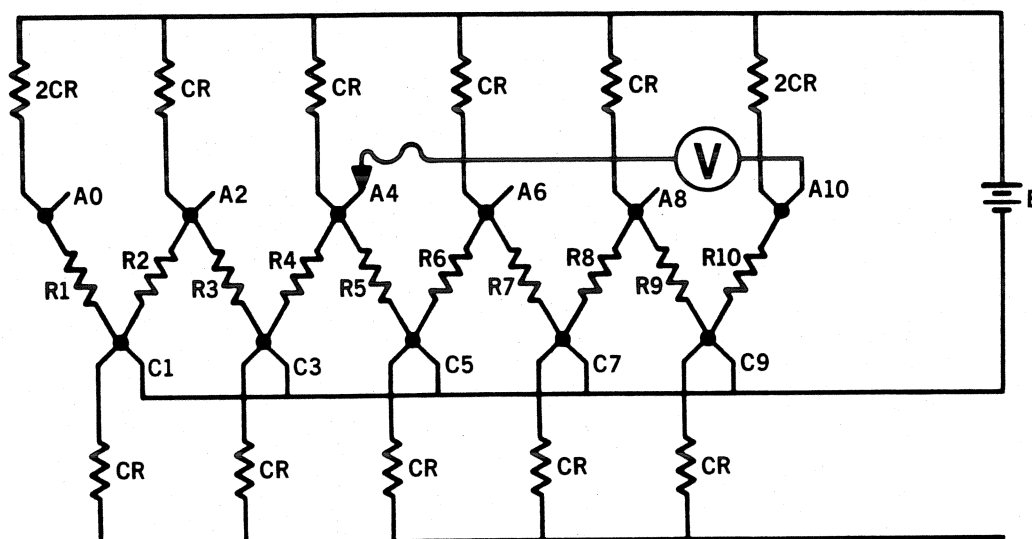 2CR CR CR CR CR 2CR
A0 A2 A4 A6 A8 A10
V
R1 R2 R3 R4 R5 R6 R7 R8 R9 R10
C1 C3 C5 C7 C9
CR CR CR CR CR